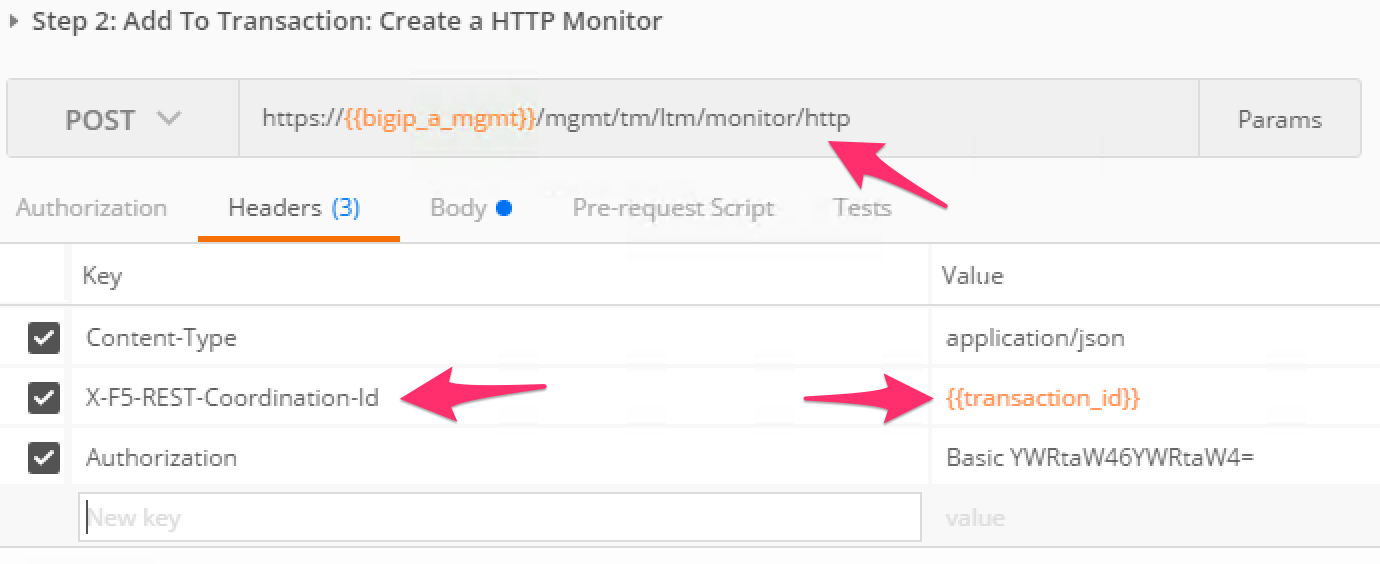 Step 2: Add To Transaction: Create a HTTP Monitor
POST https://{{bigip_a_mgmt}}/mgmt/tm/ltm/monitor/http Params
Authorization Headers (3) Body Pre-request Script Tests
Key Value
Content-Type application/json
X-F5-REST-Coordination-Id {{transaction_id}}
Authorization Basic YWRtaW46YWRtaW4=
New key value